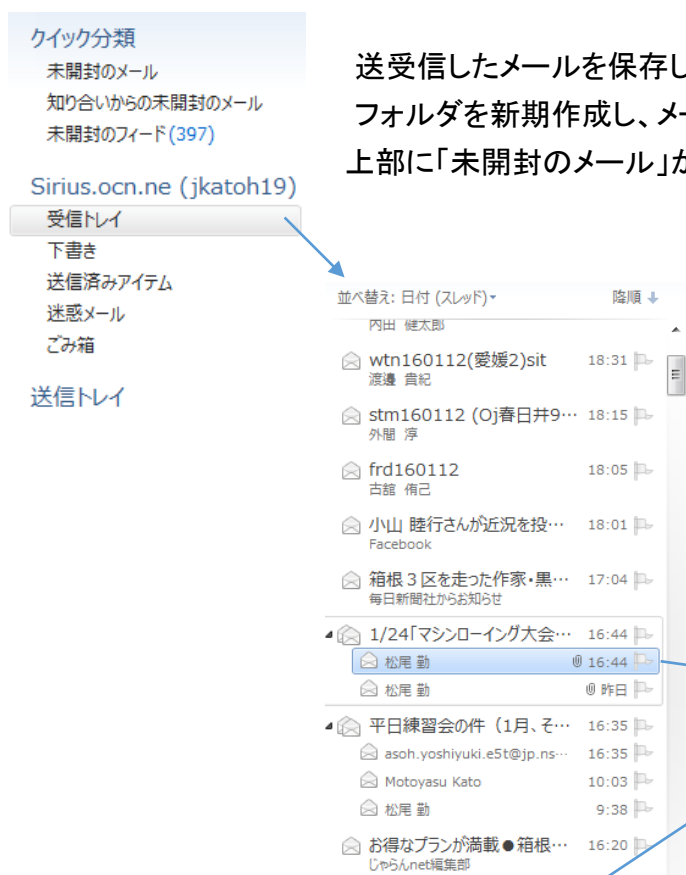 クイック分類
未開封のメール
知り合いからの未開封のメール
未開封のフィード (397)
Sirius.ocn.ne (jkatoh19)
受信トレイ
下書き
送信済みアイテム
迷惑メール
ごみ箱
送信トレイ
送受信したメールを保存し
フォルダを新期作成し、メー
上部に「未開封のメール」か
並べ替え: 日付 (スレッド)▾ 降順
内田 健太郎
wtn160112(愛媛2)sit 18:31
渡邉 貴紀
stm160112 (Oj春日井9… 18:15
外間 淳
frd160112 18:05
古舘 侑己
小山 睦行さんが近況を投… 18:01
Facebook
箱根３区を走った作家・黒… 17:04
毎日新聞社からお知らせ
1/24「マシンローイング大会… 16:44
松尾 勤 16:44
松尾 勤 昨日
平日練習会の件（1月、そ… 16:35
asoh.yoshiyuki.e5t@jp.ns… 16:35
Motoyasu Kato 10:03
松尾 勤 9:38
お得なプランが満載●箱根… 16:20
じゃらんnet編集部